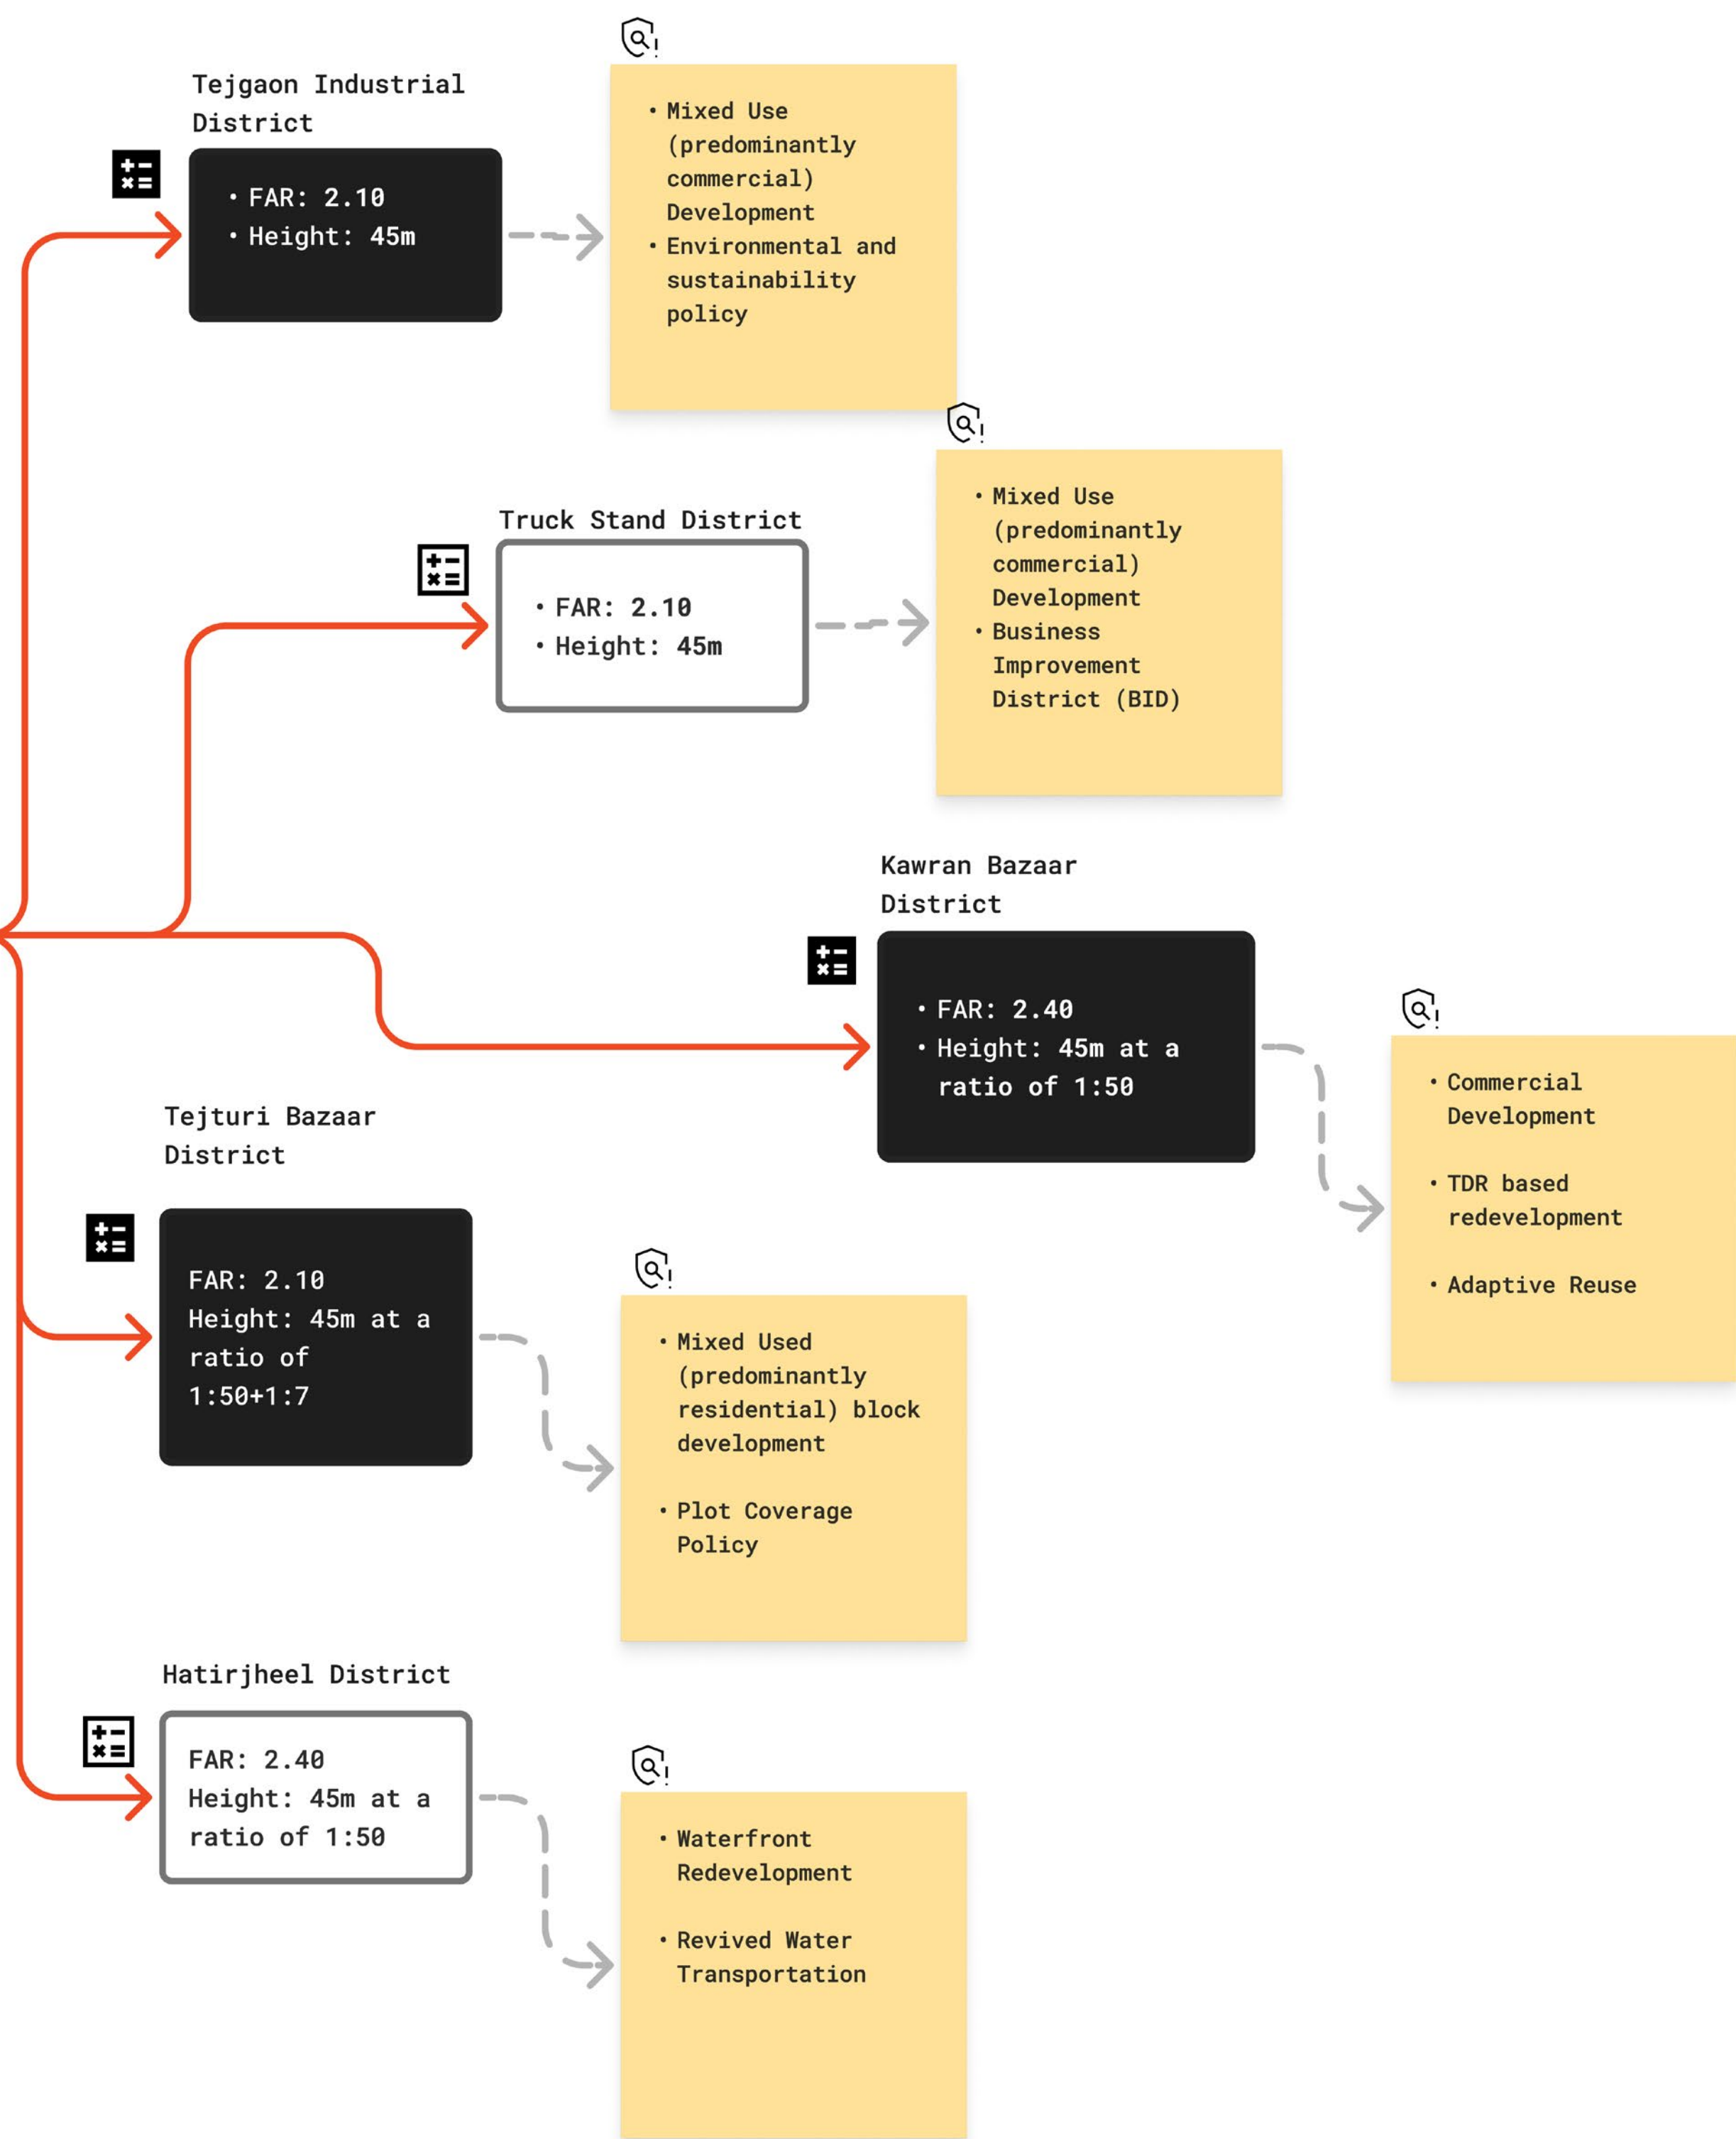 Tejgaon Industrial
District
• FAR: 2.10
• Height: 45m
• Mixed Use
(predominantly
commercial)
Development
• Environmental and
sustainability
policy
Truck Stand District
• FAR: 2.10
• Height: 45m
• Mixed Use
(predominantly
commercial)
Development
• Business
Improvement
District (BID)
Kawran Bazaar
District
• FAR: 2.40
• Height: 45m at a
ratio of 1:50
• Commercial
Development
• TDR based
redevelopment
• Adaptive Reuse
Tejturi Bazaar
District
FAR: 2.10
Height: 45m at a
ratio of
1:50+1:7
• Mixed Used
(predominantly
residential) block
development
• Plot Coverage
Policy
Hatirjheel District
FAR: 2.40
Height: 45m at a
ratio of 1:50
• Waterfront
Redevelopment
• Revived Water
Transportation